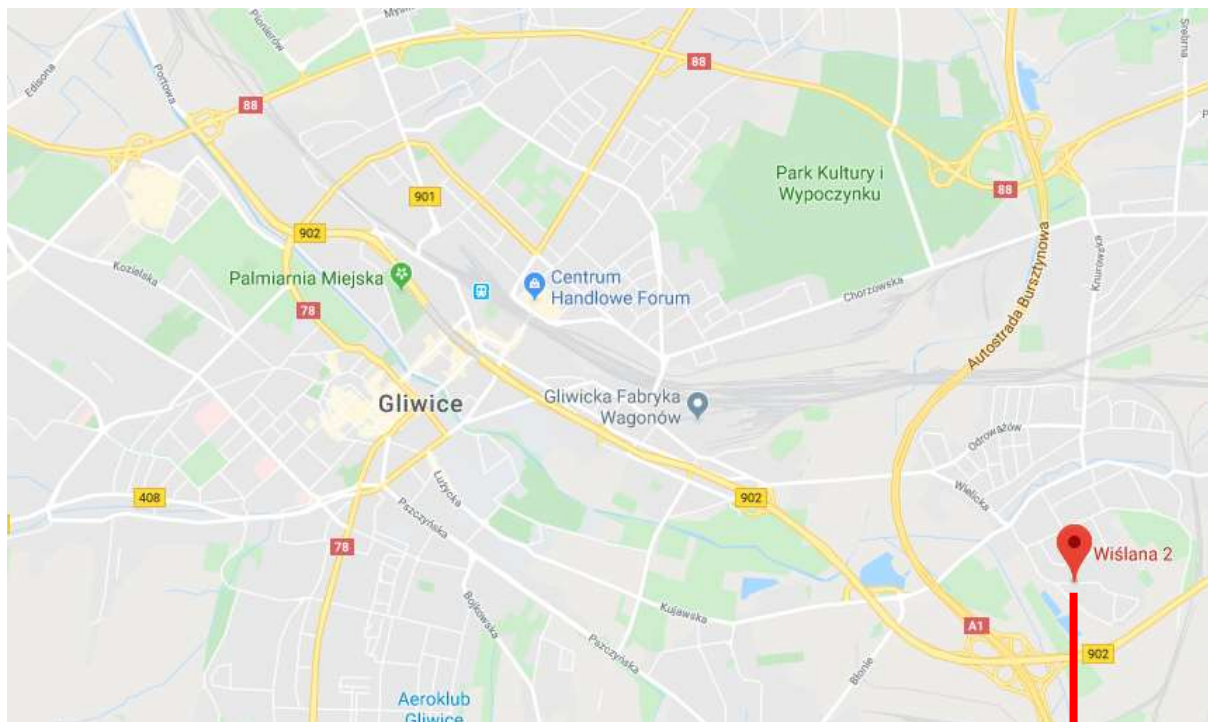 Pionierów
Srebrna
88
Edisona
Portowa
88
Park Kultury i
Wypoczynku
88
901
902
Kozielska
Palmiarnia Miejska
Centrum
Handlowe Forum
Chorzowska
Autostrada Bursztynowa
Knurowska
78
Gliwice
Gliwicka Fabryka
Wagonów
Odrowążów
408
Łużycka
Pszczyńska
902
Wielicka
78
Wiślana 2
Bojkowska
Kujawska
A1
902
Pszczyńska
Błonie
Aeroklub
Gliwice